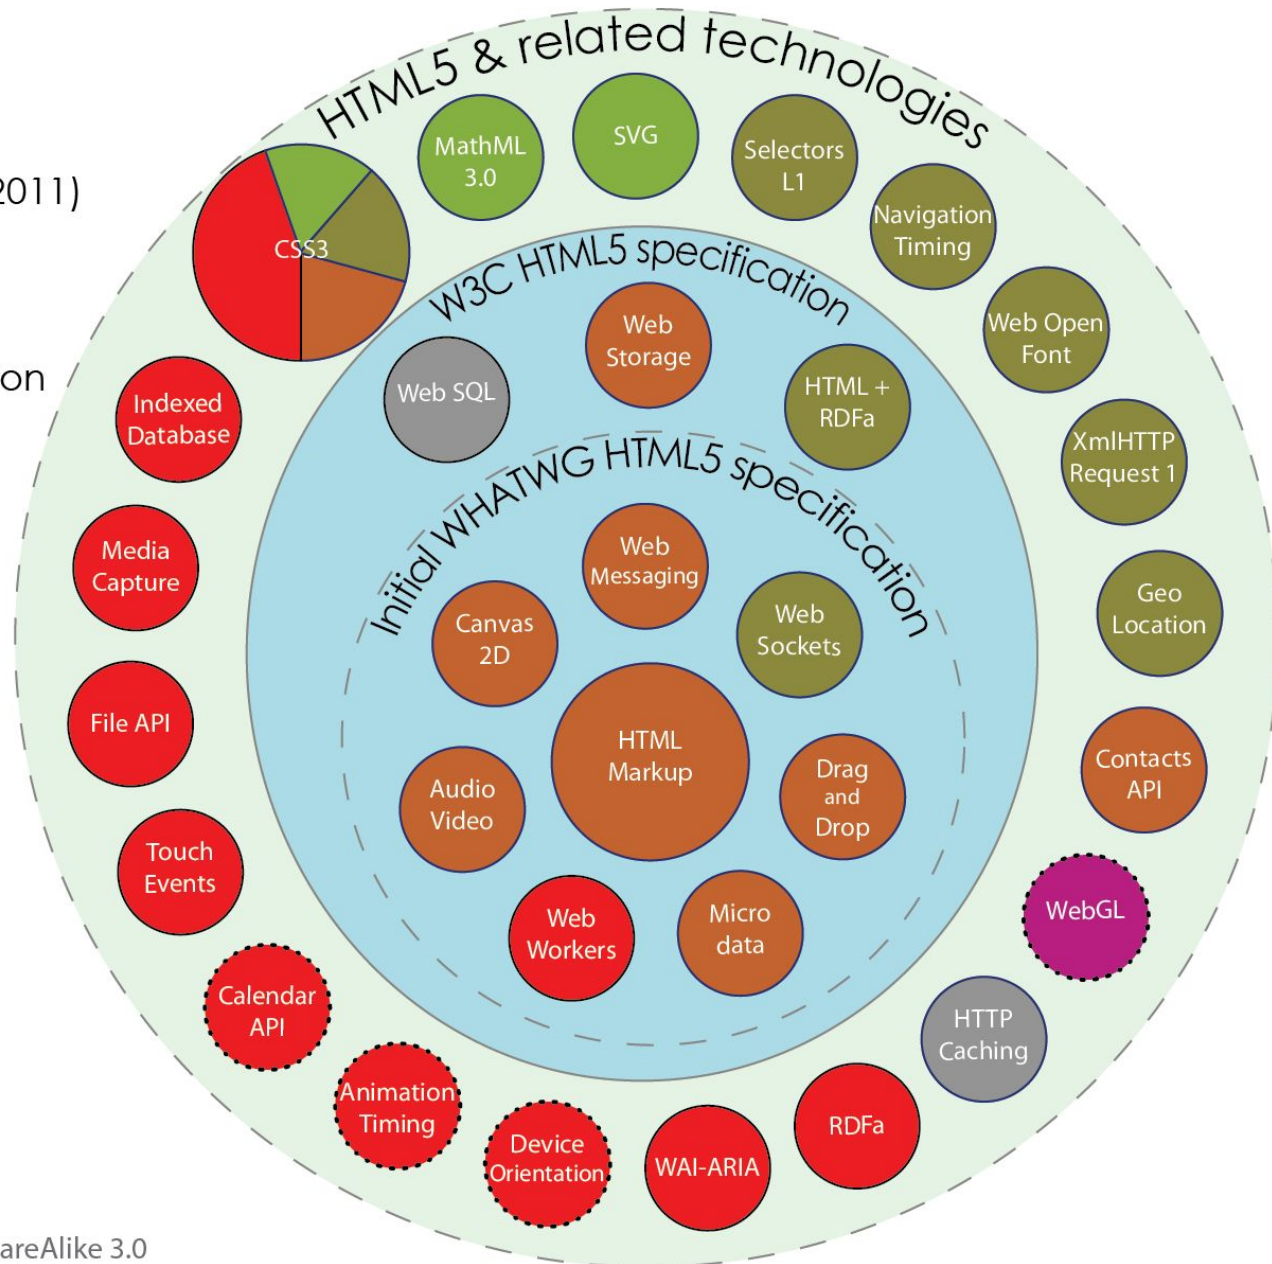 HTML5 & related technologies
2011)
on
MathML
3.0
SVG
Selectors
L1
Navigation
Timing
CSS3
Web Open
Font
XmlHTTP
Request 1
Geo
Location
Contacts
API
WebGL
HTTP
Caching
RDFa
WAI-ARIA
Device
Orientation
Animation
Timing
Calendar
API
Touch
Events
File API
Media
Capture
Indexed
Database
W3C HTML5 specification
Web SQL
Web
Storage
HTML +
RDFa
Initial WHATWG HTML5 specification
Web
Messaging
Canvas
2D
Web
Sockets
HTML
Markup
Audio
Video
Drag
and
Drop
Web
Workers
Micro
data
areAlike 3.0